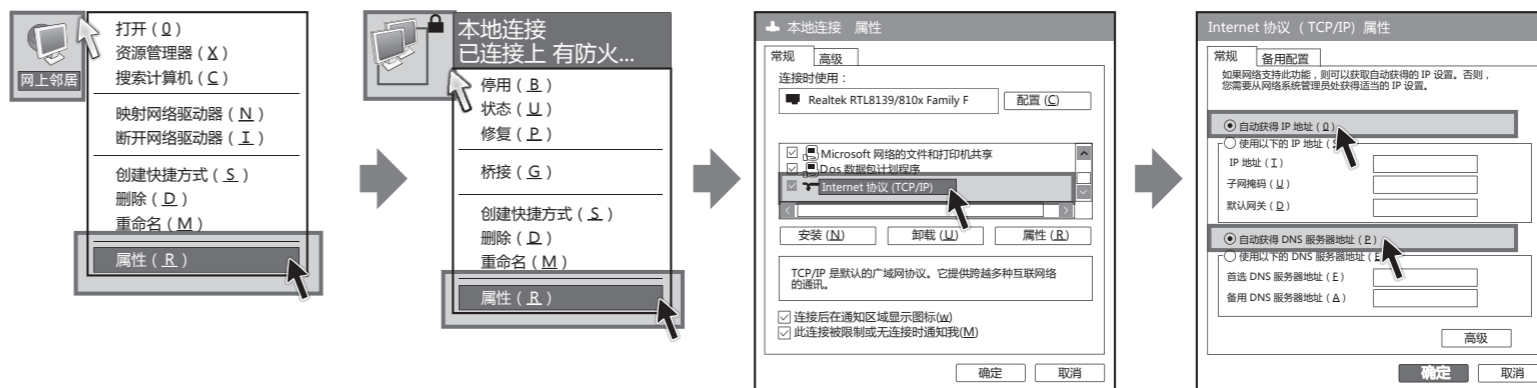 网上邻居
打开 ( 0 )
资源管理器 ( X )
搜索计算机 ( C )
映射网络驱动器 ( N )
断开网络驱动器 ( I )
创建快捷方式 ( S )
删除 ( D )
重命名 ( M )
属性 ( R )
本地连接
已连接上 有防火...
停用 ( B )
状态 ( U )
修复 ( P )
桥接 ( G )
创建快捷方式 ( S )
删除 ( D )
重命名 ( M )
属性 ( R )
本地连接 属性
常规 高级
连接时使用：
Realtek RTL8139/810x Family F 配置 (C)
Microsoft 网络的文件和打印机共享
Dos 数据包计划程序
Internet 协议 (TCP/IP)
安装 (N) 卸载 (U) 属性 (R)
TCP/IP 是默认的广域网协议。它提供跨越多种互联网络
的通讯。
连接后在通知区域显示图标(w)
此连接被限制或无连接时通知我(M)
确定 取消
Internet 协议 ( TCP/IP) 属性
常规 备用配置
如果网络支持此功能，则可以获取自动获得的 IP 设置。否则，
您需要从网络系统管理员处获得适当的 IP 设置。
自动获得 IP 地址 ( 0 )
使用以下的 IP 地址 (
IP 地址 ( I )
子网掩码 ( U )
默认网关 ( D )
自动获得 DNS 服务器地址 ( P )
使用以下的 DNS 服务器地址 (
首选 DNS 服务器地址 ( F )
备用 DNS 服务器地址 ( A )
高级
确定 取消